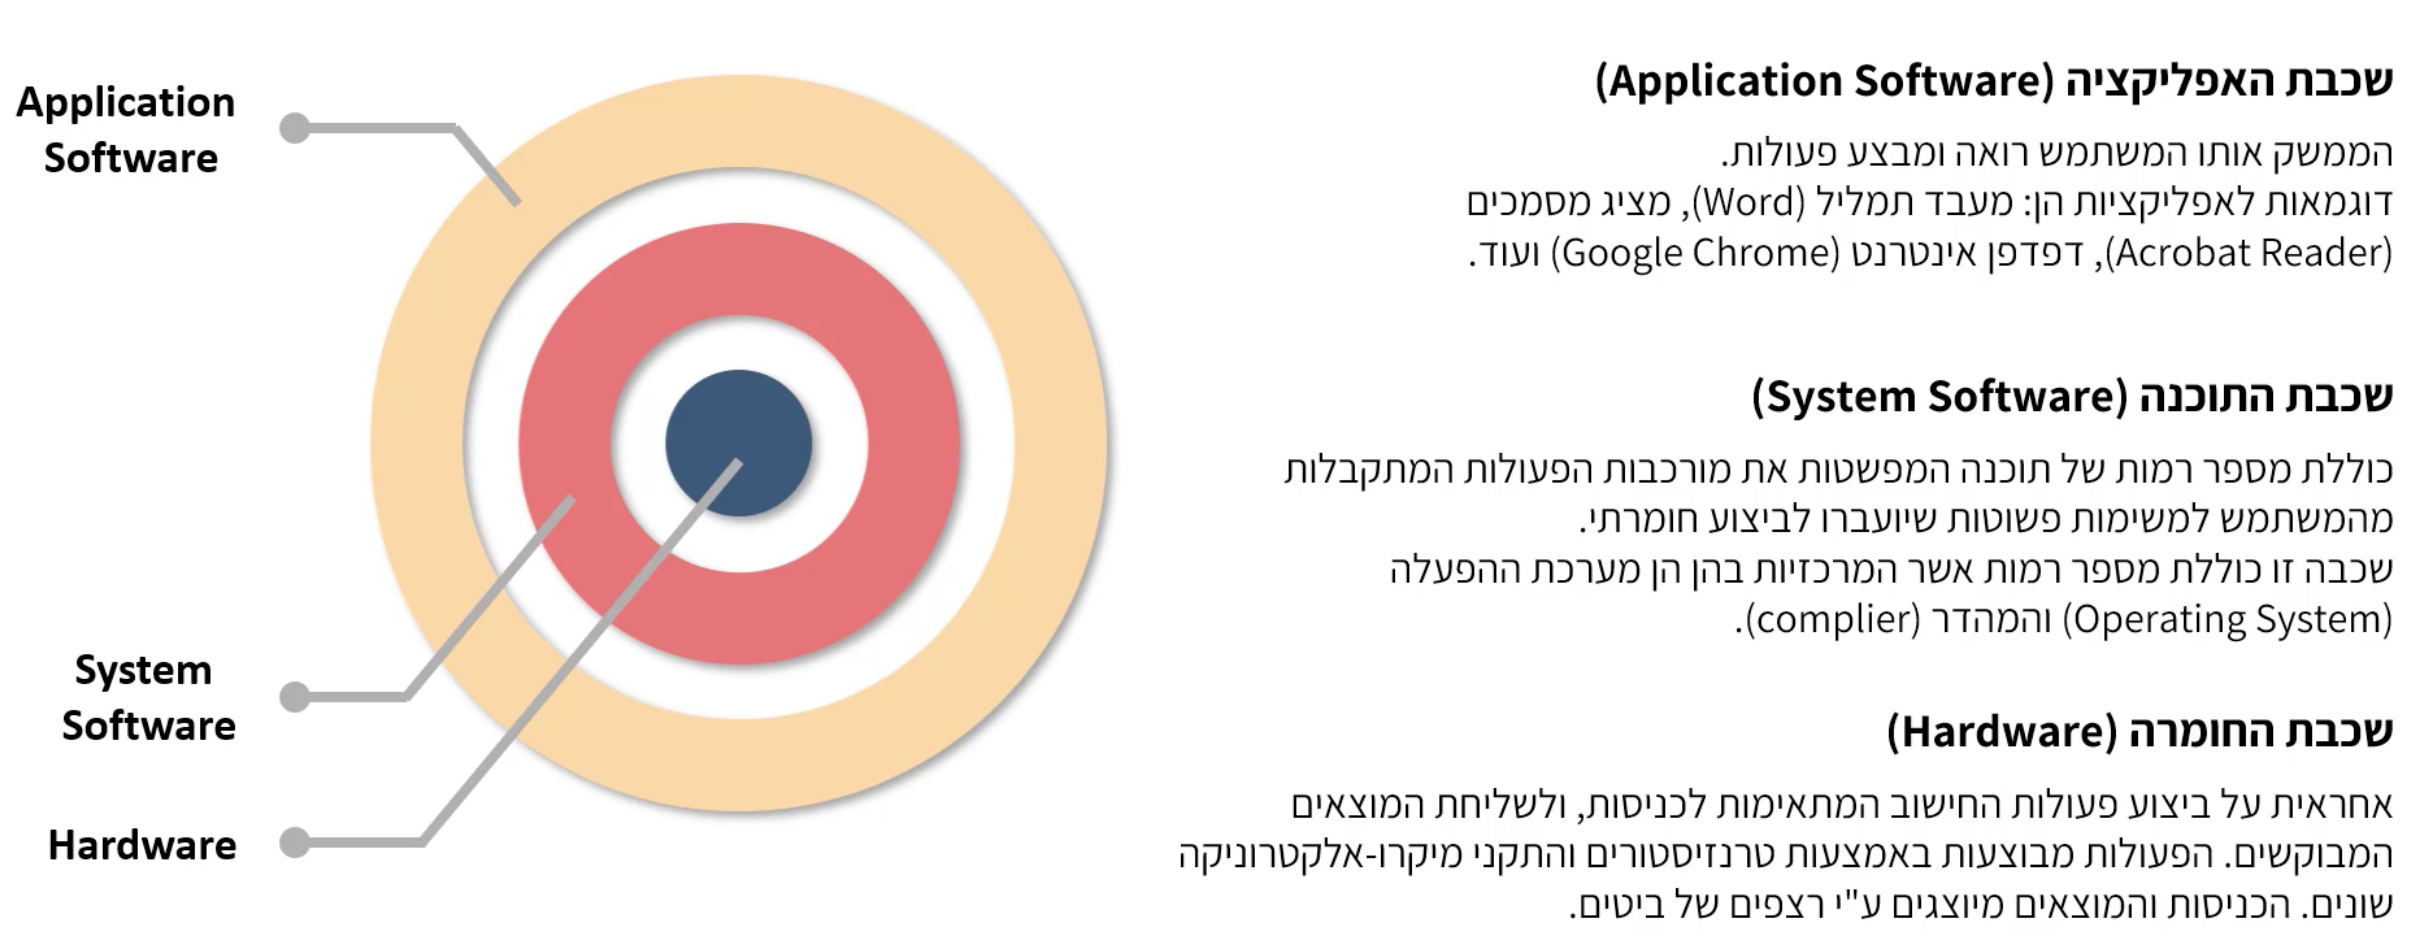 Application
Software
System
Software
Hardware
שכבת האפליקציה (Application Software)
הממשק אותו המשתמש רואה ומבצע פעולות.
דוגמאות לאפליקציות הן: מעבד תמליל (Word), מציג מסמכים
(Acrobat Reader), דפדפן אינטרנט (Google Chrome) ועוד.
שכבת התוכנה (System Software)
כוללת מספר רמות של תוכנה המפשטות את מורכבות הפעולות המתקבלות
מהמשתמש למשימות פשוטות שיועברו לביצוע חומרתי.
שכבה זו כוללת מספר רמות אשר המרכזיות בהן הן מערכת ההפעלה
(Operating System) והמהדר (complier).
שכבת החומרה (Hardware)
אחראית על ביצוע פעולות החישוב המתאימות לכניסות, ולשליחת המוצאים
המבוקשים. הפעולות מבוצעות באמצעות טרנזיסטורים והתקני מיקרו-אלקטרוניקה
שונים. הכניסות והמוצאים מיוצגים ע"י רצפים של ביטים.